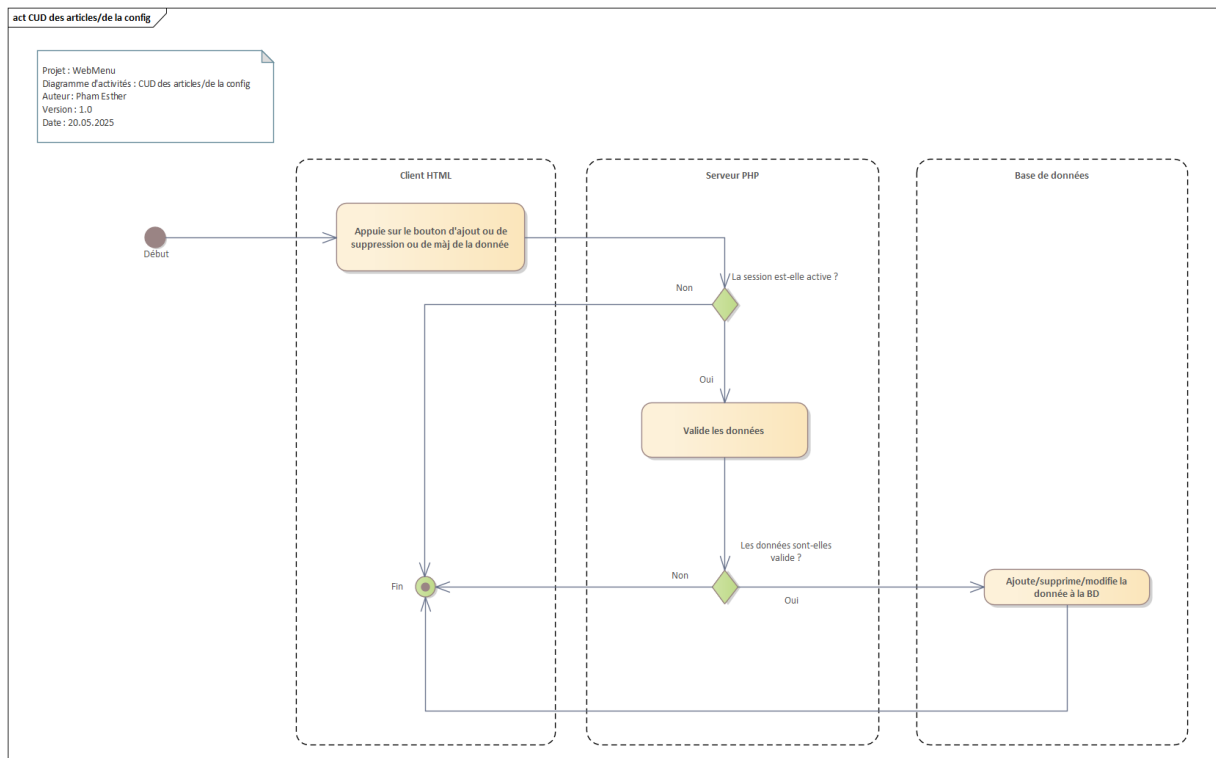 act CUD des articles/de la config
Projet : WebMenu
Diagramme d'activités : CUD des articles/de la config
Auteur : Pham Esther
Version : 1.0
Date : 20.05.2025
Client HTML
Serveur PHP
Base de données
Appuie sur le bouton d'ajout ou de
suppression ou de màj de la donnée
Début
La session est-elle active ?
Non
Oui
Valide les données
Les données sont-elles
valide ?
Non
Fin
Oui
Ajoute/supprime/modifie la
donnée à la BD